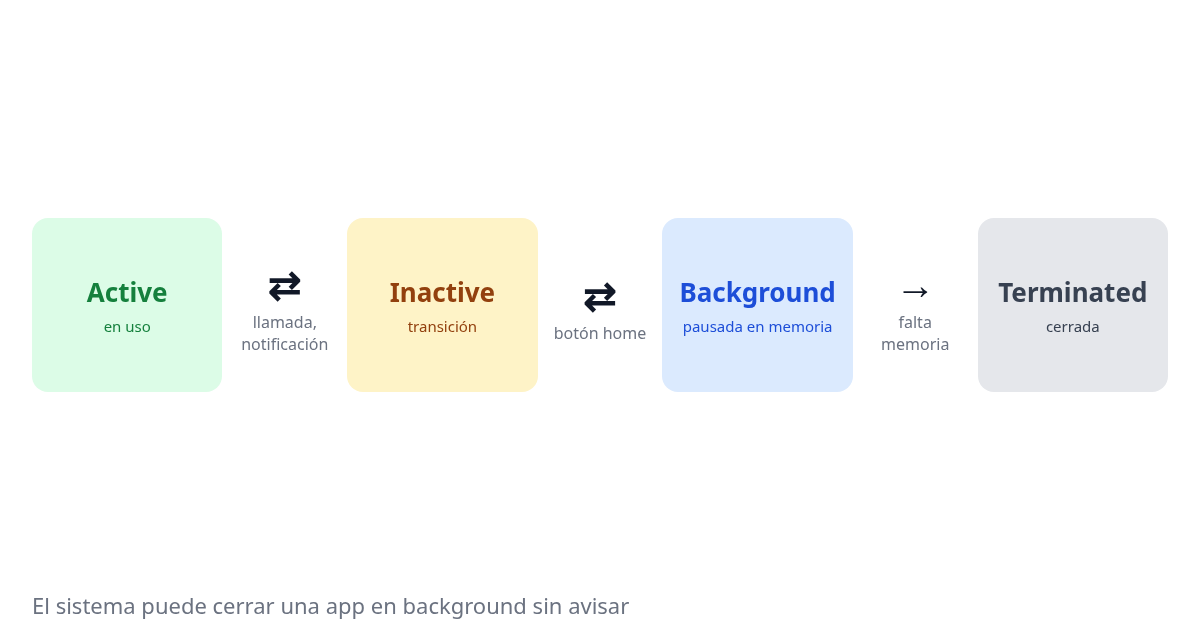 Active
en uso
⇄
llamada,
notificación
Inactive
transición
⇄
botón home
Background
pausada en memoria
→
falta
memoria
Terminated
cerrada
El sistema puede cerrar una app en background sin avisar